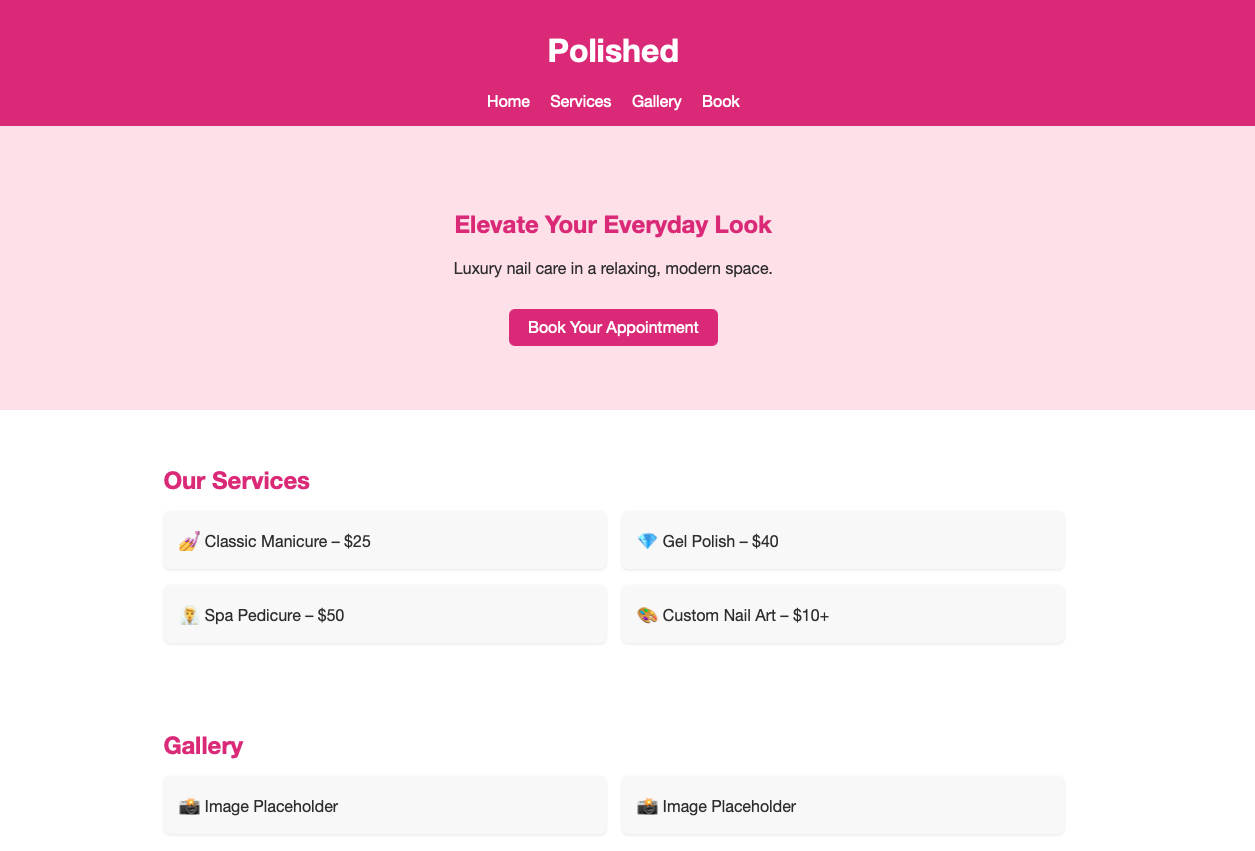 Polished
Home Services Gallery Book
Elevate Your Everyday Look
Luxury nail care in a relaxing, modern space.
Book Your Appointment
Our Services
💅 Classic Manicure – $25
💎 Gel Polish – $40
🧖‍♂️ Spa Pedicure – $50
🎨 Custom Nail Art – $10+
Gallery
📸 Image Placeholder
📸 Image Placeholder